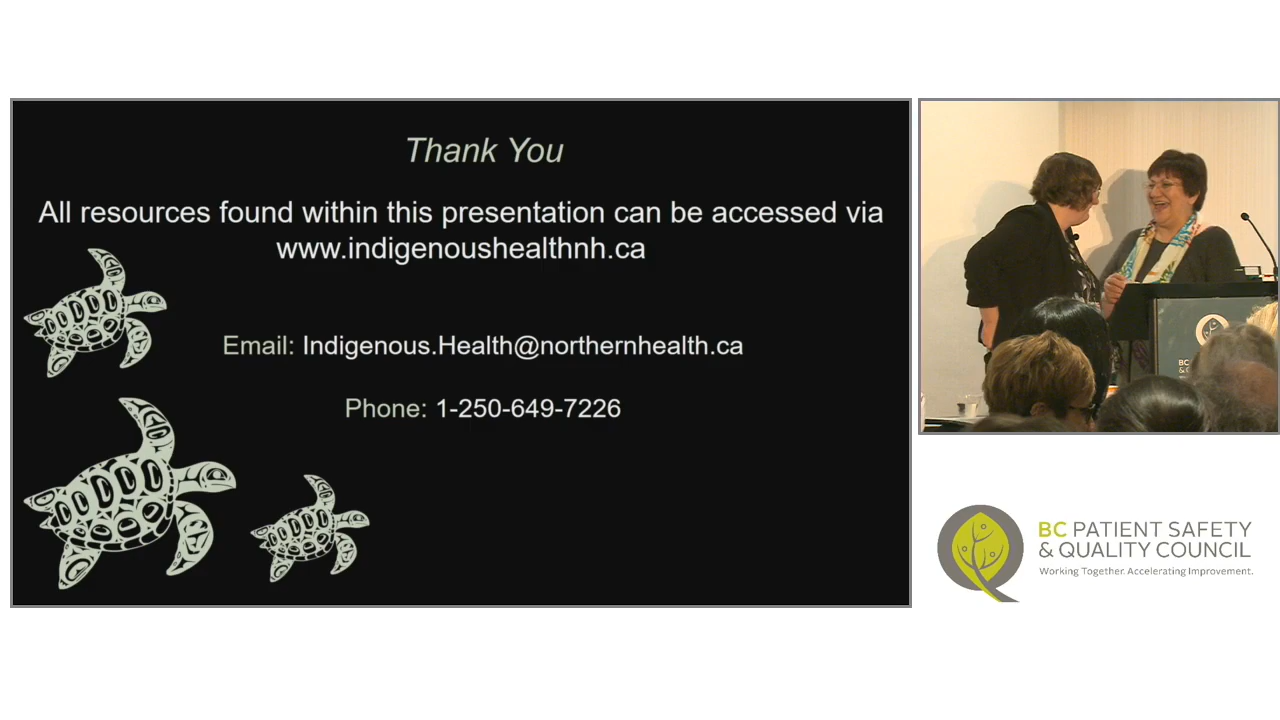 Thank You
All resources found within this presentation can be accessed via
www.indigenoushealthnh.ca
Email: Indigenous.Health@northernhealth.ca
Phone: 1-250-649-7226
BC
BC PATIENT SAFETY
& QUALITY COUNCIL
Working Together. Accelerating Improvement.